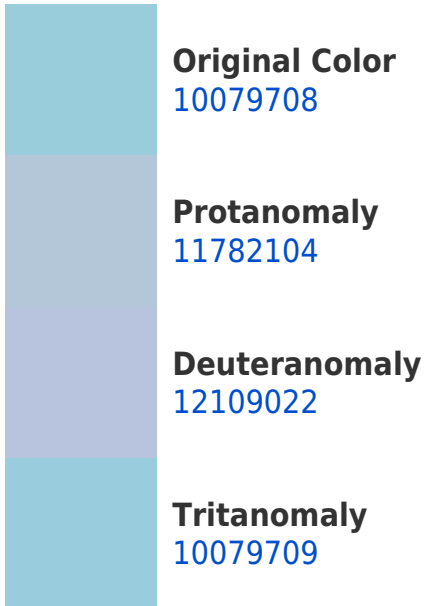 Original Color
10079708
Protanomaly
11782104
Deuteranomaly
12109022
Tritanomaly
10079709